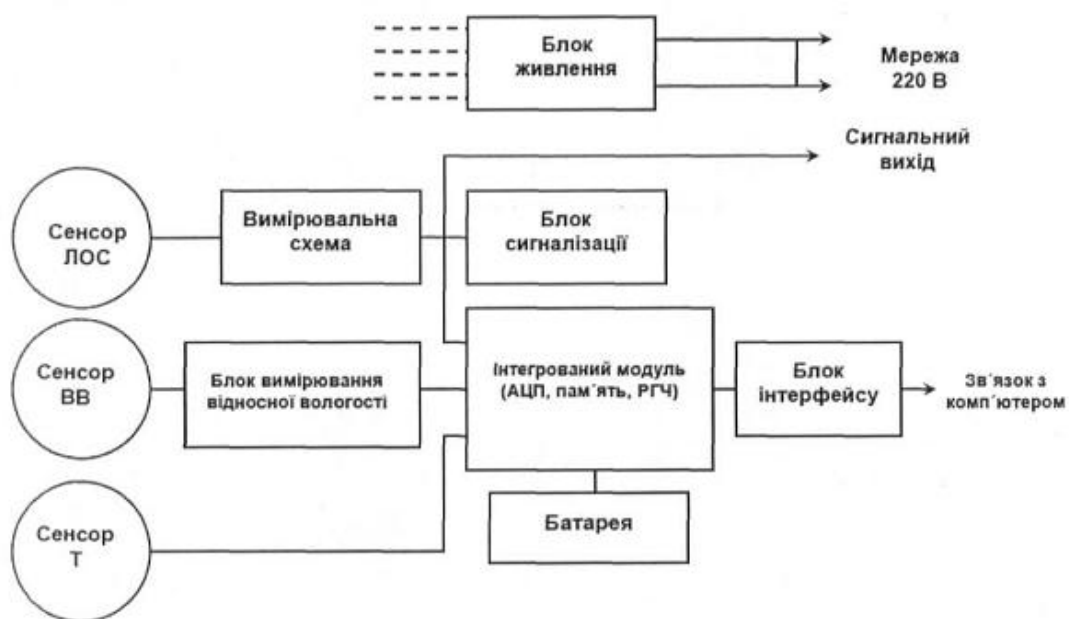 Блок
живлення
Мережа
220 В
Сигнальний
вихід
Сенсор
ЛОС
Вимірювальна
схема
Блок
сигналізації
Сенсор
ВВ
Блок вимірювання
відносної вологості
Інтегрований модуль
(АЦП, пам´ять, РГЧ)
Блок
інтерфейсу
Зв´язок з
комп´ютером
Сенсор
Т
Батарея